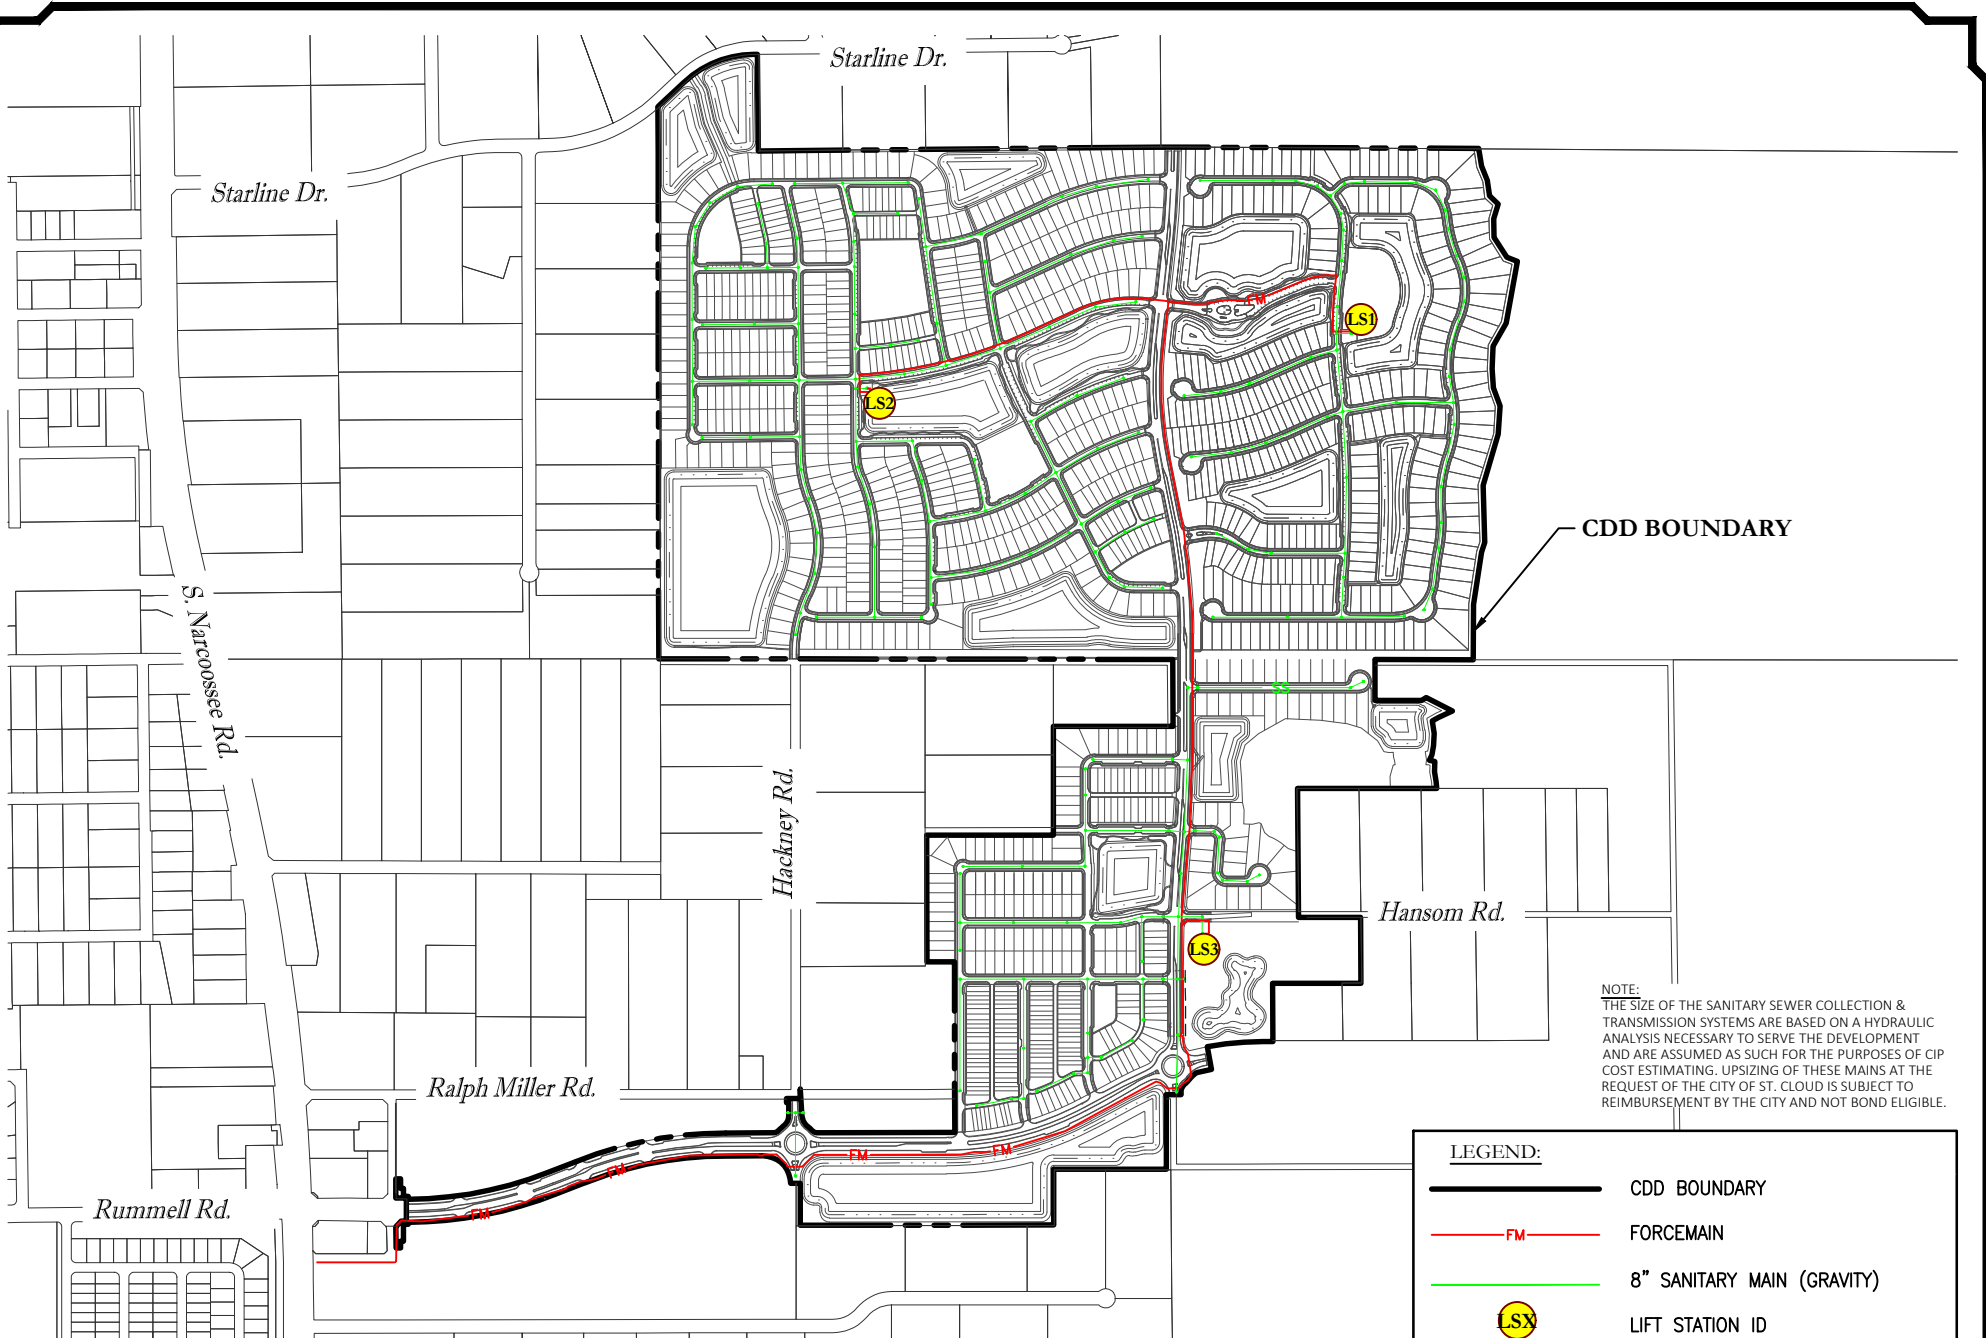 Starline Dr.
Starline Dr.
FM
LS1
LS2
CDD BOUNDARY
S. Narcoossee Rd.
SS
Hackney Rd.
Hansom Rd.
LS3
NOTE:
THE SIZE OF THE SANITARY SEWER COLLECTION &
TRANSMISSION SYSTEMS ARE BASED ON A HYDRAULIC
ANALYSIS NECESSARY TO SERVE THE DEVELOPMENT
AND ARE ASSUMED AS SUCH FOR THE PURPOSES OF CIP
COST ESTIMATING. UPSIZING OF THESE MAINS AT THE
REQUEST OF THE CITY OF ST. CLOUD IS SUBJECT TO
REIMBURSEMENT BY THE CITY AND NOT BOND ELIGIBLE.
Ralph Miller Rd.
FM
FM
FM
FM
Rummell Rd.
LEGEND:
CDD BOUNDARY
FM
FORCEMAIN
8" SANITARY MAIN (GRAVITY)
LSX
LIFT STATION ID